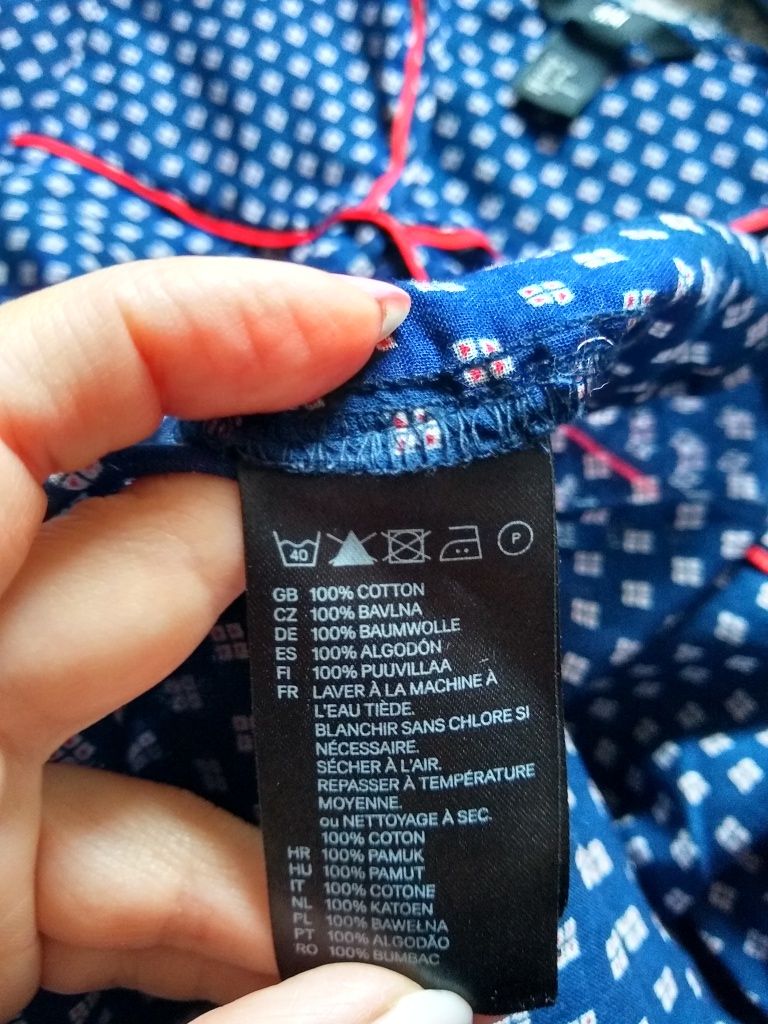 40 P
GB 100% COTTON
CZ 100% BAVLNA
DE 100% BAUMWOLLE
ES 100% ALGODÓN
FI 100% PUUVILLAA
FR LAVER À LA MACHINE À
L'EAU TIÈDE.
BLANCHIR SANS CHLORE SI
NÉCESSAIRE.
SÉCHER À L'AIR.
REPASSER À TEMPÉRATURE
MOYENNE.
ou NETTOYAGE À SEC.
100% COTON
HR 100% PAMUK
HU 100% PAMUT
IT 100% COTONE
NL 100% KATOEN
PL 100% BAWEŁNA
PT 100% ALGODÃO
RO 100% BUMBAC